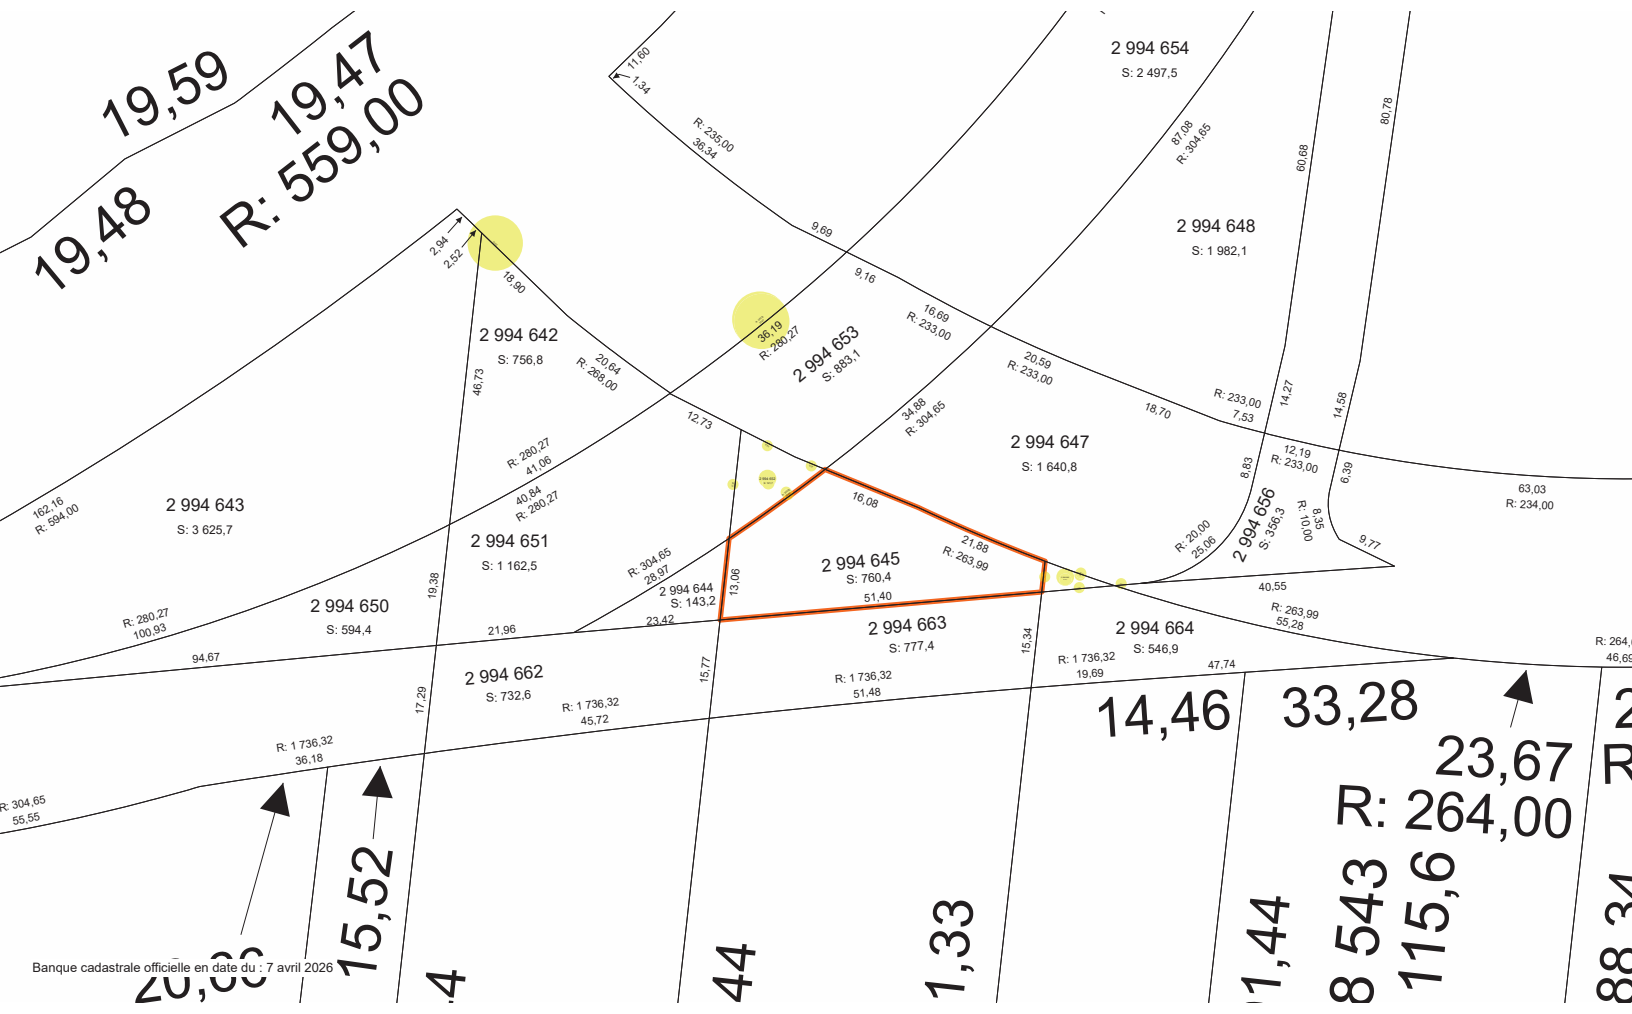 19,59
19,47
R: 559,00
19,48
11,60
1,34
R: 235,00
36,34
9,69
9,16
16,69
R: 233,00
2 994 654
S: 2 497,5
87,08
R: 304,65
60,68
80,78
2 994 648
S: 1 982,1
2,94
2,52
18,90
2 994 642
S: 756,8
46,73
20,64
R: 268,00
36,19
R: 280,27
2 994 653
S: 883,1
20,59
R: 233,00
18,70
R: 233,00
7,53
14,27
14,58
12,73
34,88
R: 304,65
2 994 647
S: 1 640,8
12,19
R: 233,00
8,83
6,39
63,03
R: 234,00
162,16
R: 594,00
2 994 643
S: 3 625,7
R: 280,27
41,06
40,84
R: 280,27
2 994 651
S: 1 162,5
16,08
21,88
R: 263,99
R: 20,00
25,06
2 994 656
S: 356,3
8,35
R: 10,00
9,77
R: 304,65
28,97
2 994 644
S: 143,2
13,06
2 994 645
S: 760,4
51,40
19,38
40,55
R: 263,99
55,28
R: 280,27
100,93
2 994 650
S: 594,4
21,96
23,42
94,67
2 994 663
S: 777,4
15,34
2 994 664
S: 546,9
R: 264,
46,69
2 994 662
S: 732,6
15,77
R: 1 736,32
51,48
R: 1 736,32
19,69
47,74
17,29
R: 1 736,32
45,72
14,46
33,28
23,67
R: 264,00
R: 1 736,32
36,18
R: 304,65
55,55
15,52
1,33
1,44
8 543
115,6
88 34
44
Banque cadastrale officielle en date du : 7 avril 2026